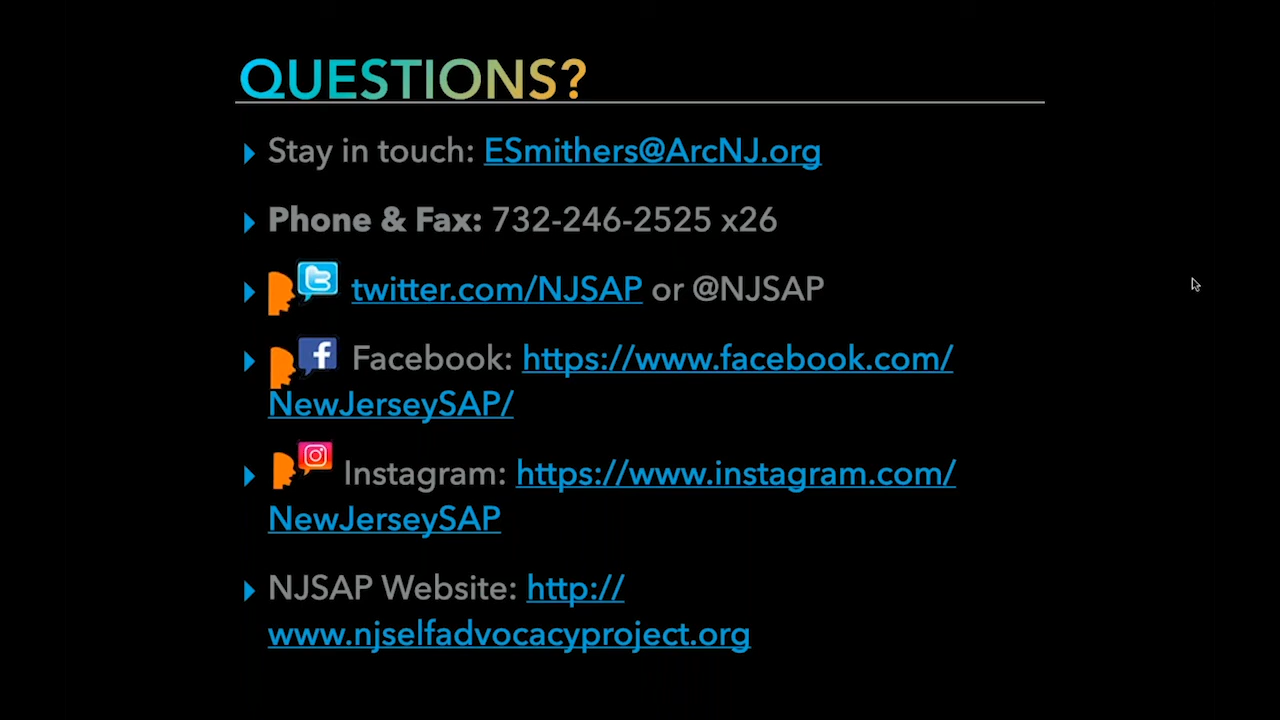 QUESTIONS?
Stay in touch: ESmithers@ArcNJ.org
Phone & Fax: 732-246-2525 x26
twitter.com/NJSAP or @NJSAP
Facebook: https://www.facebook.com/
NewJerseySAP/
Instagram: https://www.instagram.com/
NewJerseySAP
NJSAP Website: http://
www.njselfadvocacyproject.org